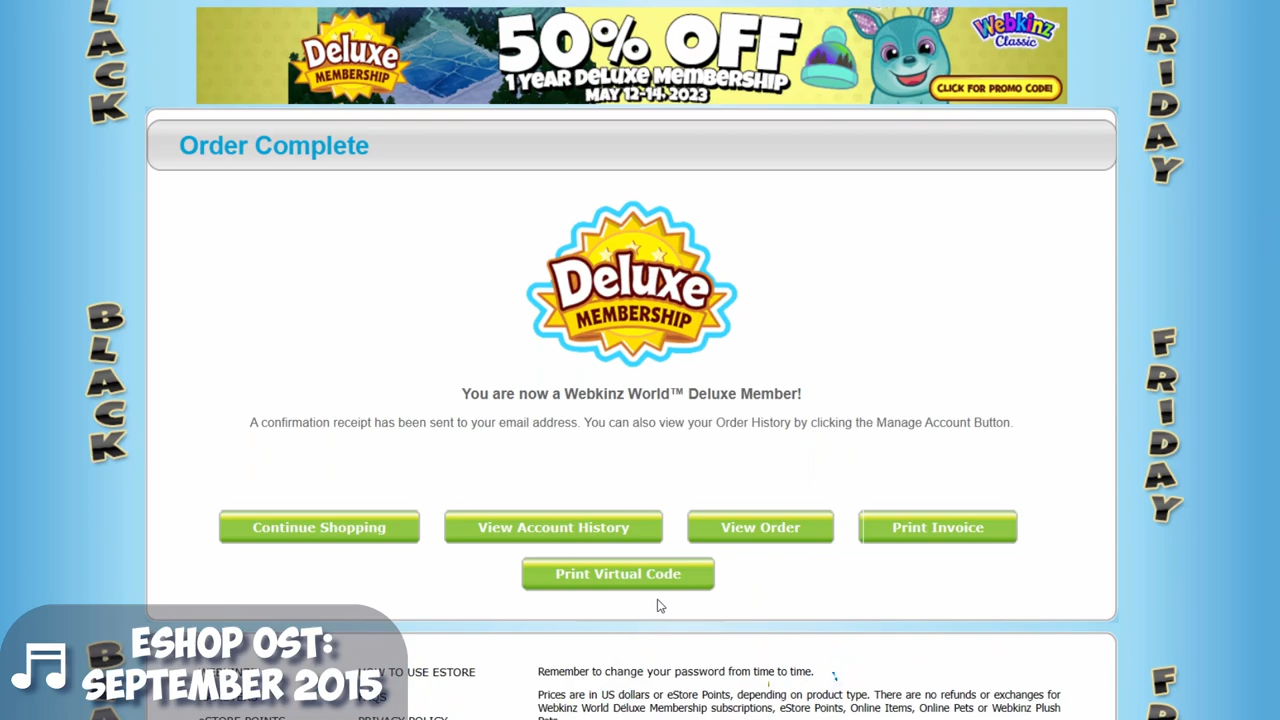 Deluxe
MEMBERSHIP
50% OFF
1 YEAR DELUXE MEMBERSHIP
MAY 12-14, 2023
Webkinz
Classic
CLICK FOR PROMO CODE!
BLACK
FRIDAY
Order Complete
Deluxe
MEMBERSHIP
You are now a Webkinz World™ Deluxe Member!
A confirmation receipt has been sent to your email address. You can also view your Order History by clicking the Manage Account Button.
BLACK
FRIDAY
Continue Shopping
View Account History
View Order
Print Invoice
Print Virtual Code
ESHOP OST:
SEPTEMBER 2015
HOW TO USE ESTORE
eSTORE POINTS
PRIVACY POLICY
Remember to change your password from time to time.
Prices are in US dollars or eStore Points, depending on product type. There are no refunds or exchanges for
Webkinz World Deluxe Membership subscriptions, eStore Points, Online Items, Online Pets or Webkinz Plush